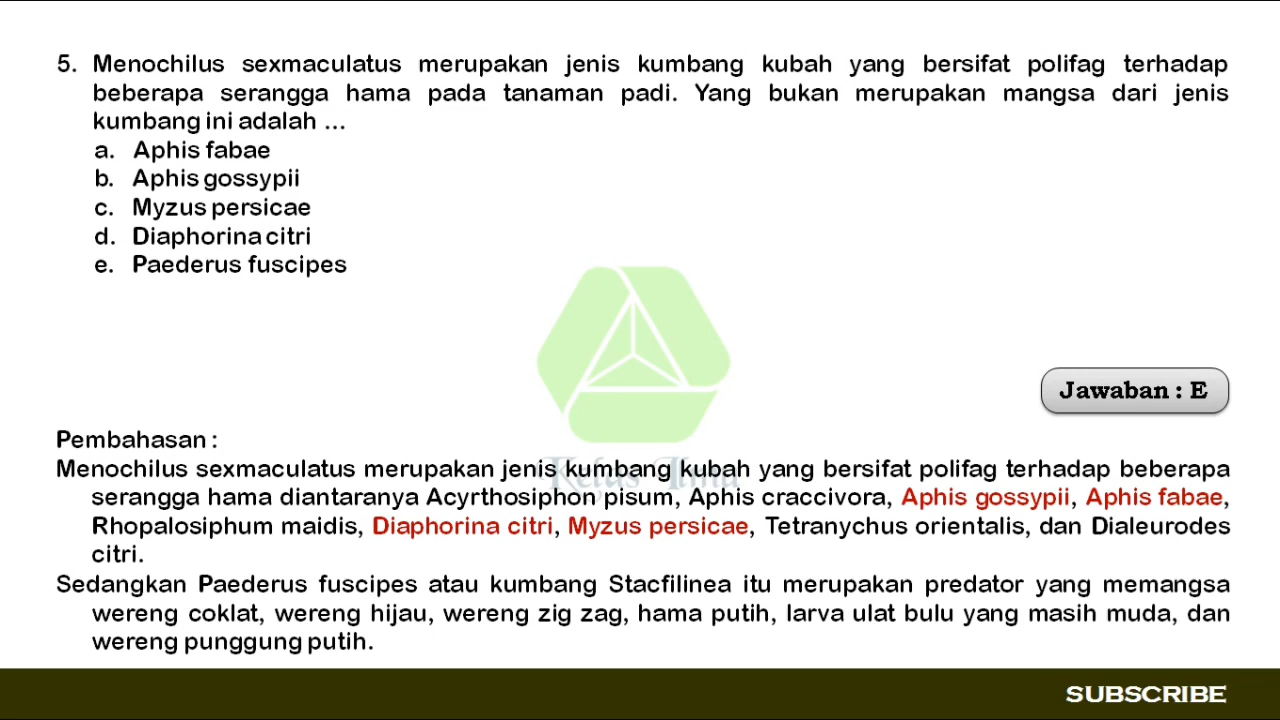 5. Menochilus sexmaculatus merupakan jenis kumbang kubah yang bersifat polifag terhadap
beberapa serangga hama pada tanaman padi. Yang bukan merupakan mangsa dari jenis
kumbang ini adalah ...
a. Aphis fabae
b. Aphis gossypii
c. Myzus persicae
d. Diaphorina citri
e. Paederus fuscipes
Jawaban : E
Pembahasan :
Menochilus sexmaculatus merupakan jenis kumbang kubah yang bersifat polifag terhadap beberapa
Kelas Ilmu
serangga hama diantaranya Acyrthosiphon pisum, Aphis craccivora, Aphis gossypii, Aphis fabae,
Rhopalosiphum maidis, Diaphorina citri, Myzus persicae, Tetranychus orientalis, dan Dialeurodes
citri.
Sedangkan Paederus fuscipes atau kumbang Stacfilinea itu merupakan predator yang memangsa
wereng coklat, wereng hijau, wereng zig zag, hama putih, larva ulat bulu yang masih muda, dan
wereng punggung putih.
SUBSCRIBE